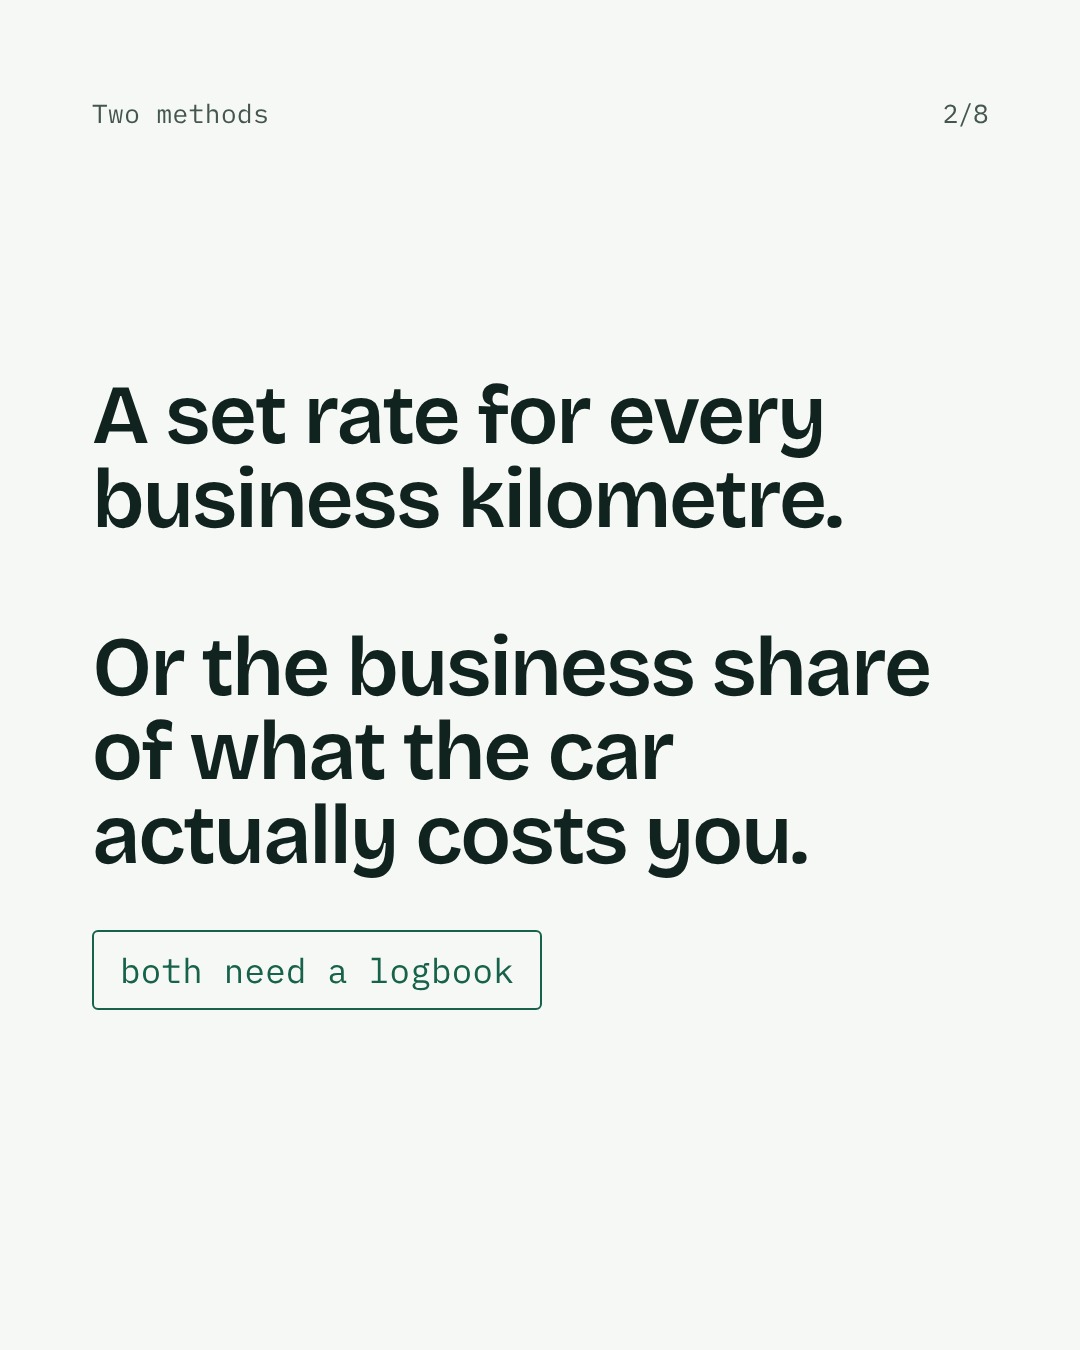 Two methods
2/8
A set rate for every
business kilometre.
Or the business share
of what the car
actually costs you.
both need a logbook